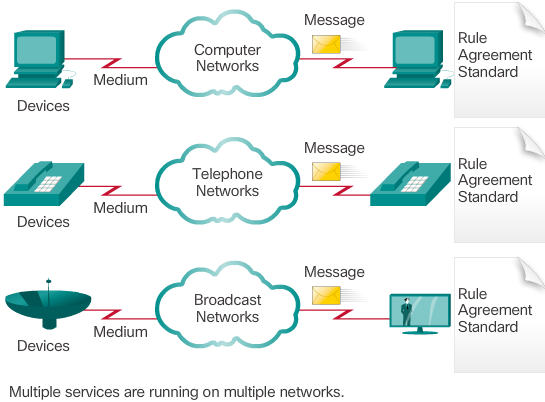 Message
Computer
Networks
Rule
Agreement
Standard
Medium
Devices
Message
Telephone
Networks
Rule
Agreement
Standard
Medium
Devices
Message
Broadcast
Networks
Rule
Agreement
Standard
Medium
Devices
Multiple services are running on multiple networks.